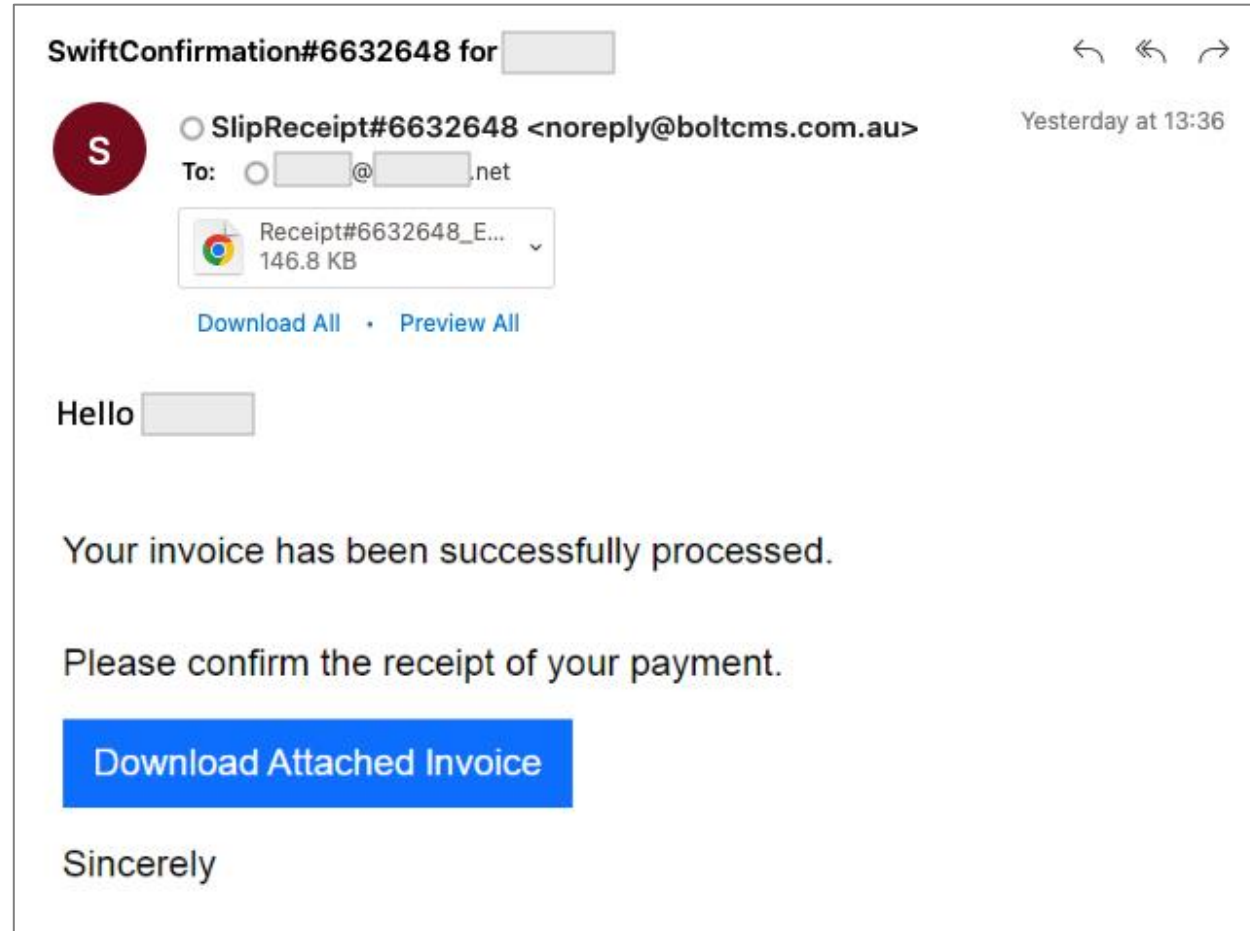 SwiftConfirmation#6632648 for
S
SlipReceipt#6632648 <noreply@boltcms.com.au>
Yesterday at 13:36
To: @ .net
Receipt#6632648_E...
146.8 KB
Download All • Preview All
Hello
Your invoice has been successfully processed.
Please confirm the receipt of your payment.
Download Attached Invoice
Sincerely